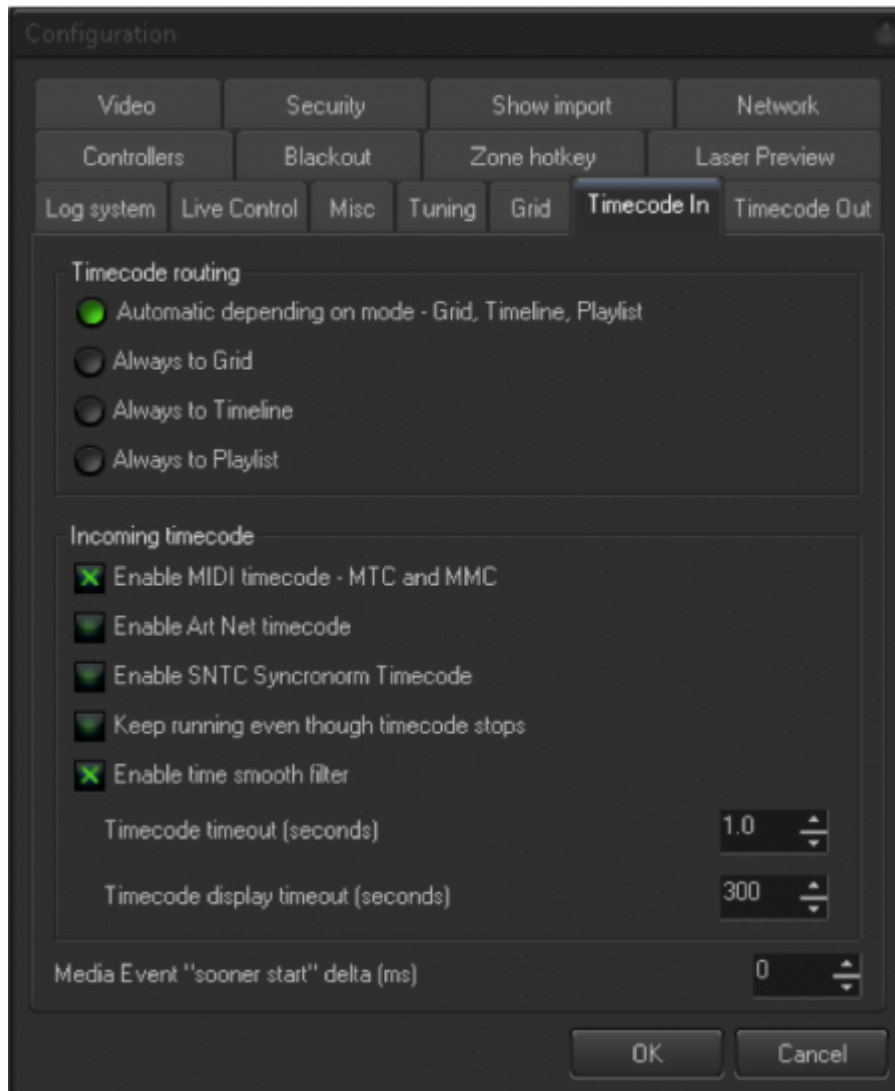 Configuration
Video Security Show import Network
Controllers Blackout Zone hotkey Laser Preview
Log system Live Control Misc Tuning Grid Timecode In Timecode Out
Timecode routing
Automatic depending on mode - Grid, Timeline, Playlist
Always to Grid
Always to Timeline
Always to Playlist
Incoming timecode
Enable MIDI timecode - MTC and MMC
Enable Art Net timecode
Enable SNTC Syncronorm Timecode
Keep running even though timecode stops
Enable time smooth filter
Timecode timeout (seconds) 1.0
Timecode display timeout (seconds) 300
Media Event "sooner start" delta (ms) 0
OK Cancel